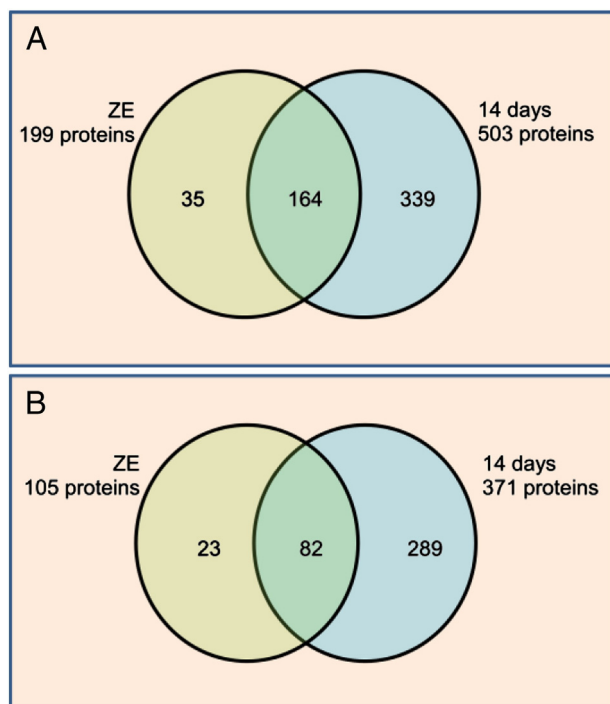 A
ZE
199 proteins
14 days
503 proteins
35
164
339
B
ZE
105 proteins
14 days
371 proteins
23
82
289